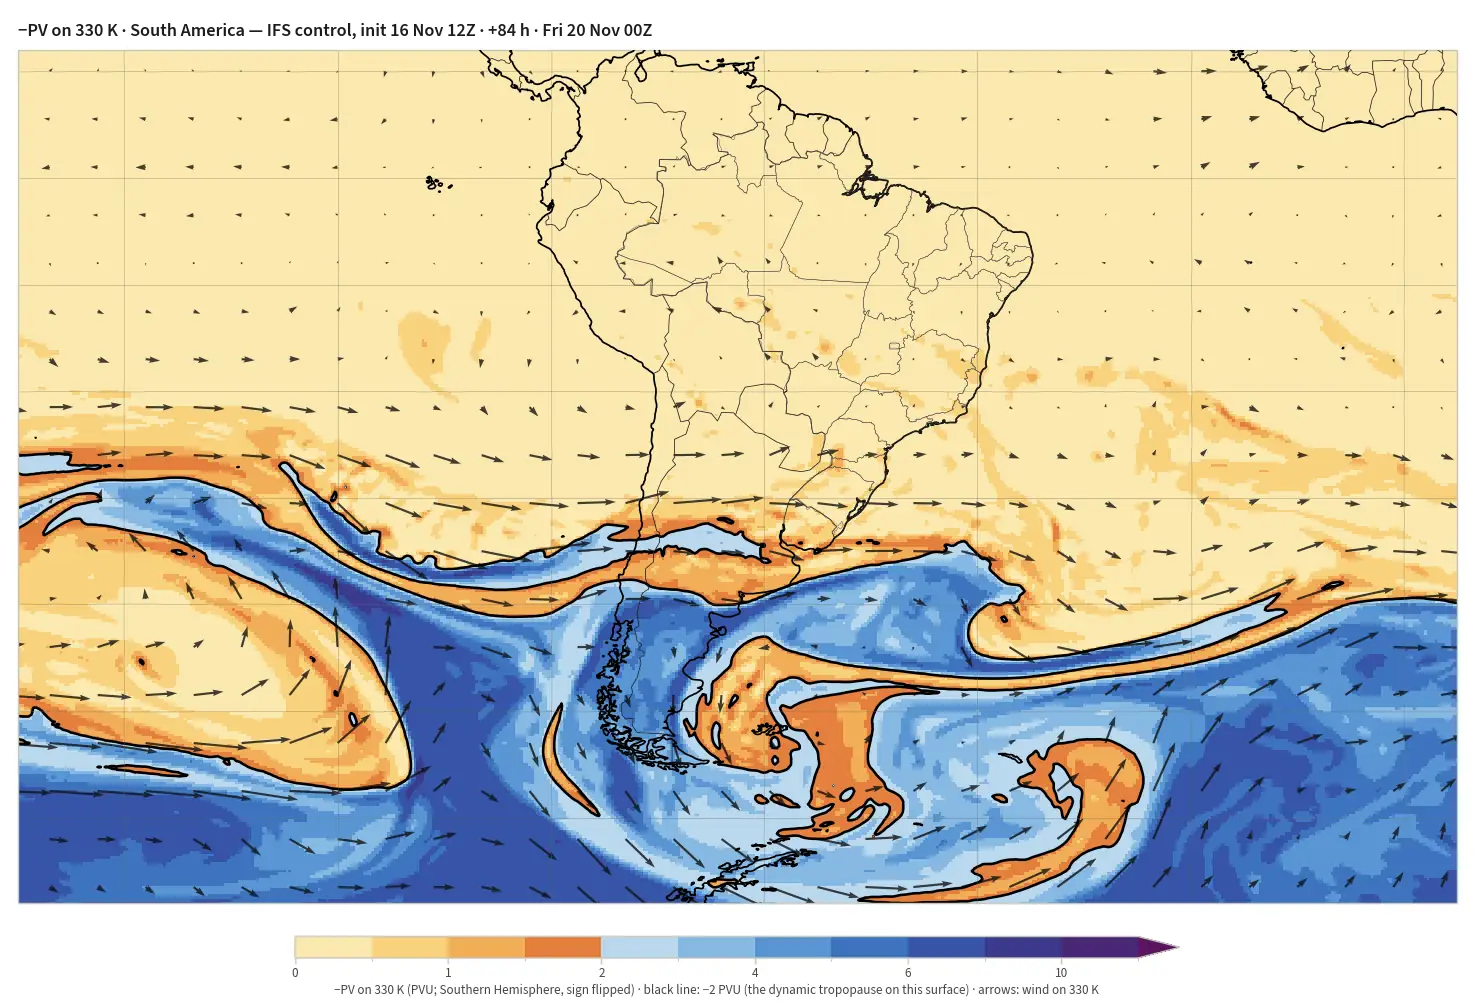 −PV on 330 K · South America — IFS control, init 16 Nov 12Z · +84 h · Fri 20 Nov 00Z
0 1 2 4 6 10
−PV on 330 K (PVU; Southern Hemisphere, sign flipped) · black line: −2 PVU (the dynamic tropopause on this surface) · arrows: wind on 330 K